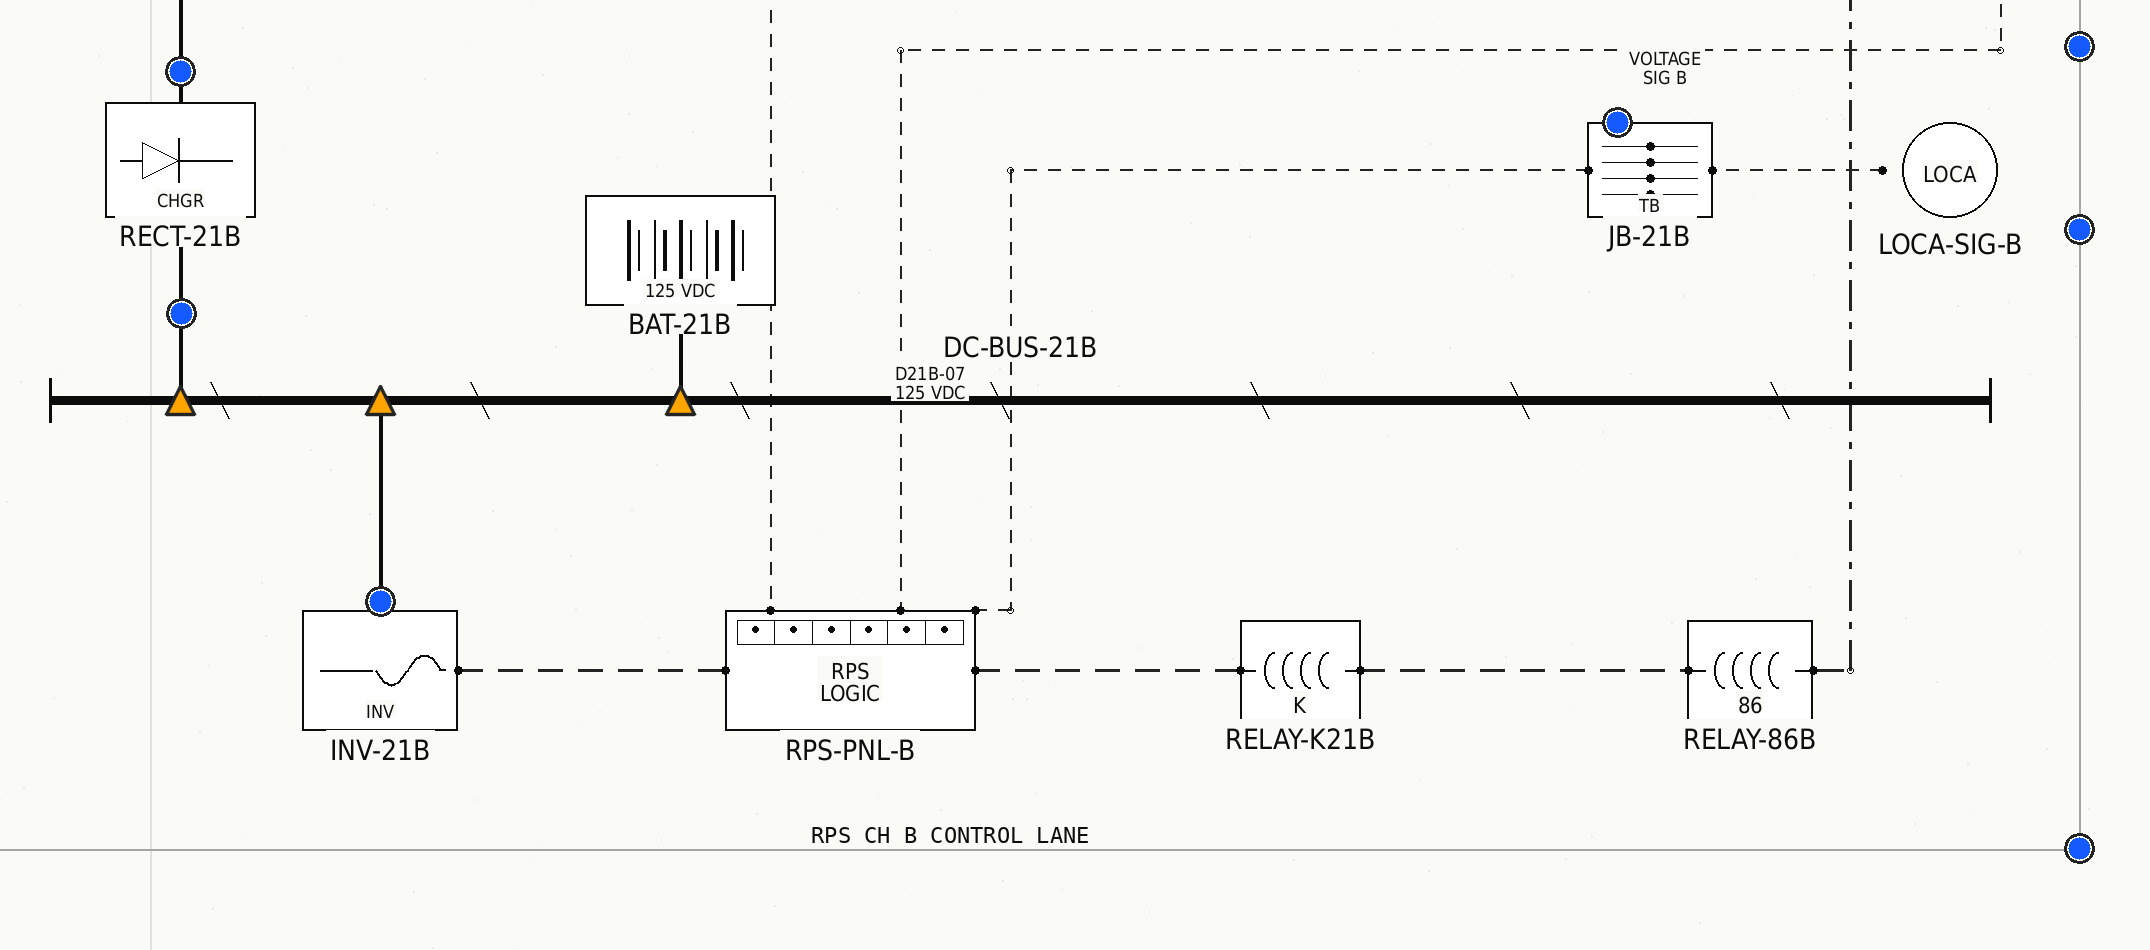 VOLTAGE
SIG B
CHGR
RECT-21B
TB
JB-21B
LOCA
LOCA-SIG-B
125 VDC
BAT-21B
DC-BUS-21B
D21B-07
125 VDC
INV
INV-21B
RPS
LOGIC
RPS-PNL-B
K
RELAY-K21B
86
RELAY-86B
RPS CH B CONTROL LANE